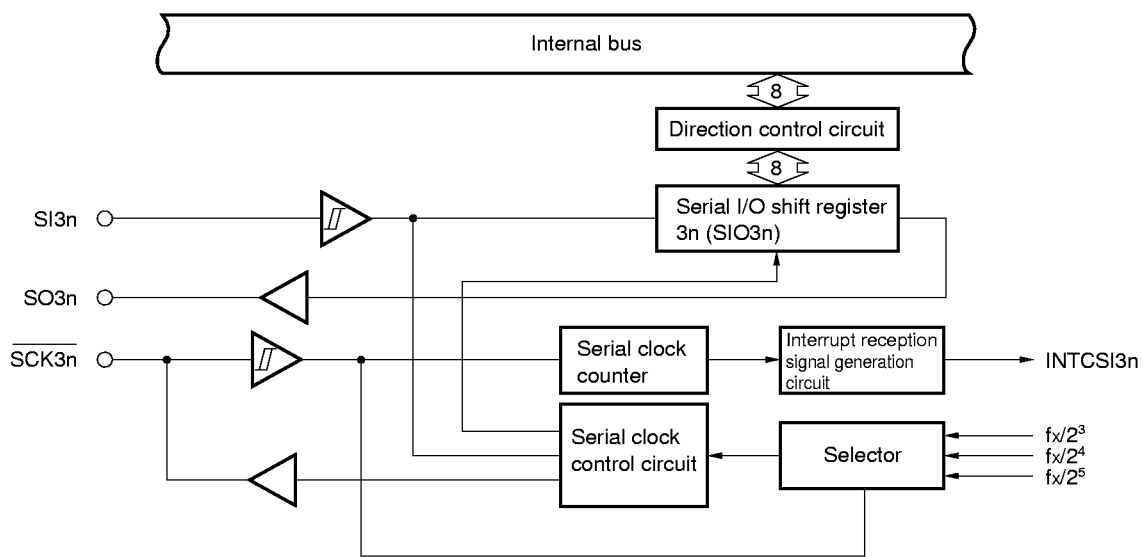 Internal bus
8
Direction control circuit
8
SI3n
Serial I/O shift register
3n (SIO3n)
SO3n
SCK3n
Serial clock
counter
Interrupt reception
signal generation
circuit
INTCSI3n
Serial clock
control circuit
Selector
fx/2³
fx/2⁴
fx/2⁵